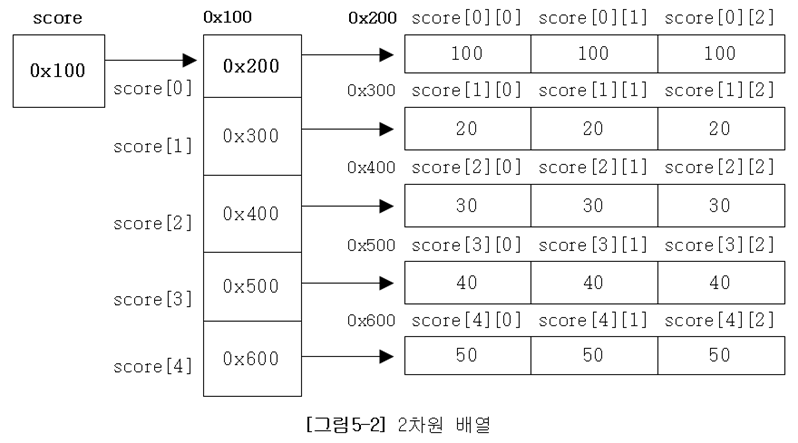 score 0x100 0x200 score[0][0] score[0][1] score[0][2]
0x100 0x200 100 100 100
score[0] 0x300 score[1][0] score[1][1] score[1][2]
score[1] 0x300 20 20 20
0x400 score[2][0] score[2][1] score[2][2]
score[2] 0x400 30 30 30
0x500 score[3][0] score[3][1] score[3][2]
score[3] 0x500 40 40 40
0x600 score[4][0] score[4][1] score[4][2]
score[4] 0x600 50 50 50
[그림5-2] 2차원 배열